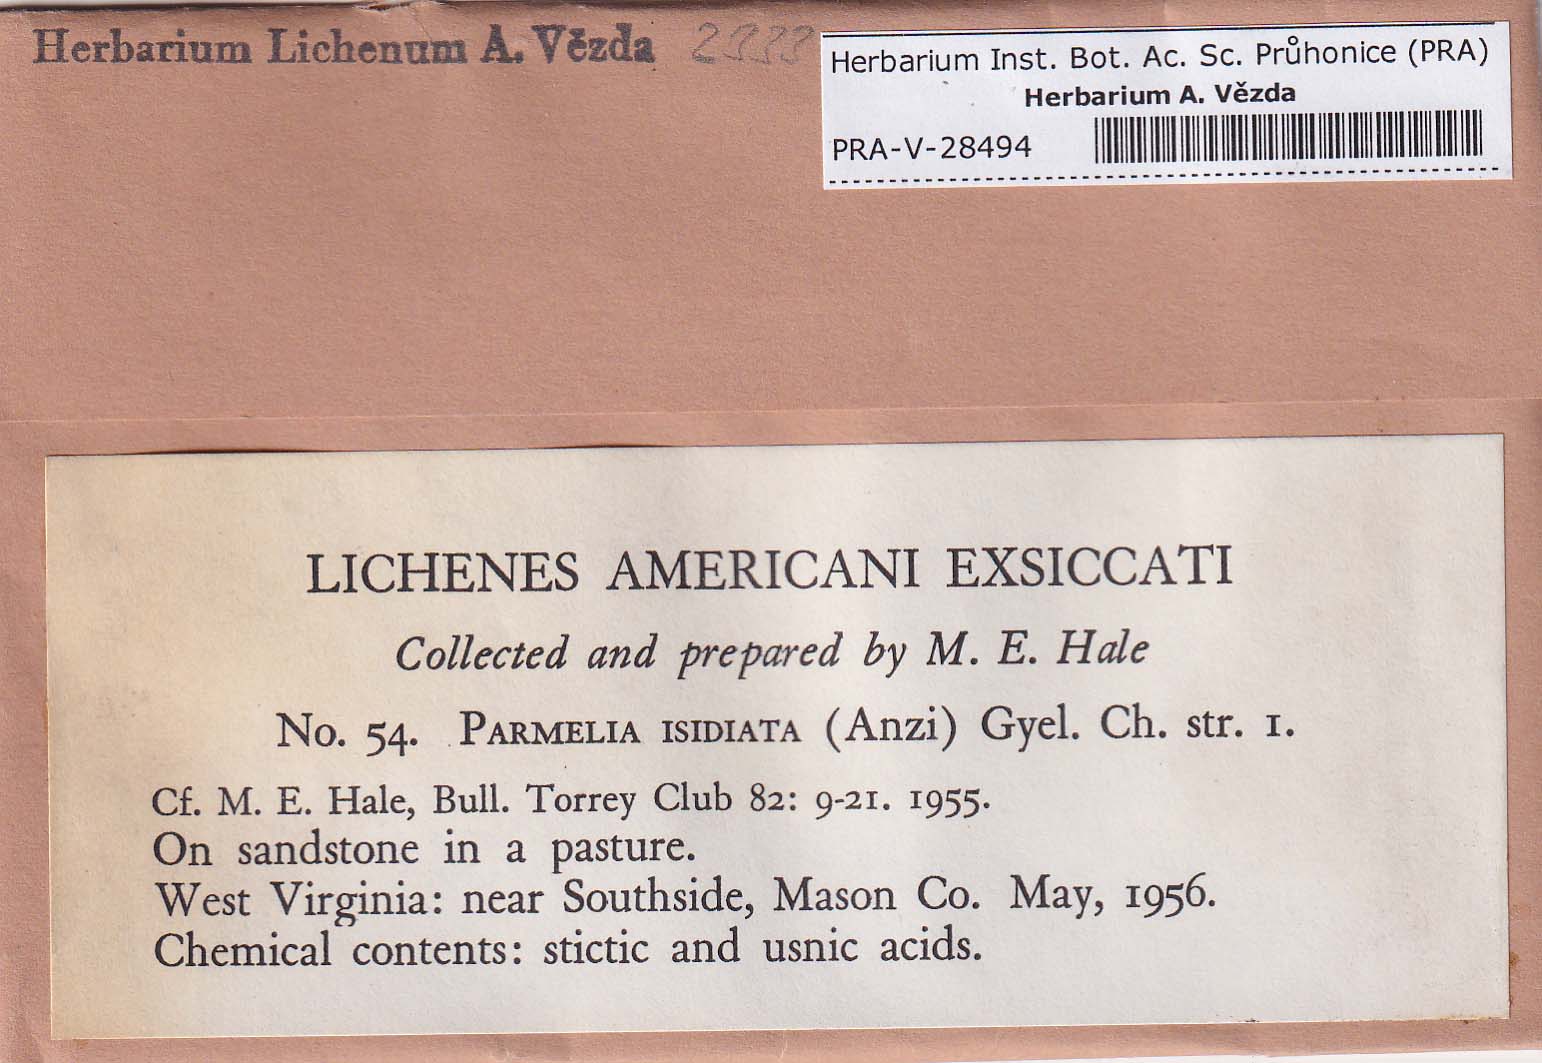 Herbarium Lichenum A. Vězda
Herbarium Inst. Bot. Ac. Sc. Průhonice (PRA)
Herbarium A. Vězda
PRA-V-28494
LICHENES AMERICANI EXSICCATI
Collected and prepared by M. E. Hale
No. 54. PARMELIA ISIDIATA (Anzi) Gyel. Ch. str. 1.
Cf. M. E. Hale, Bull. Torrey Club 82: 9-21. 1955.
On sandstone in a pasture.
West Virginia: near Southside, Mason Co. May, 1956.
Chemical contents: stictic and usnic acids.